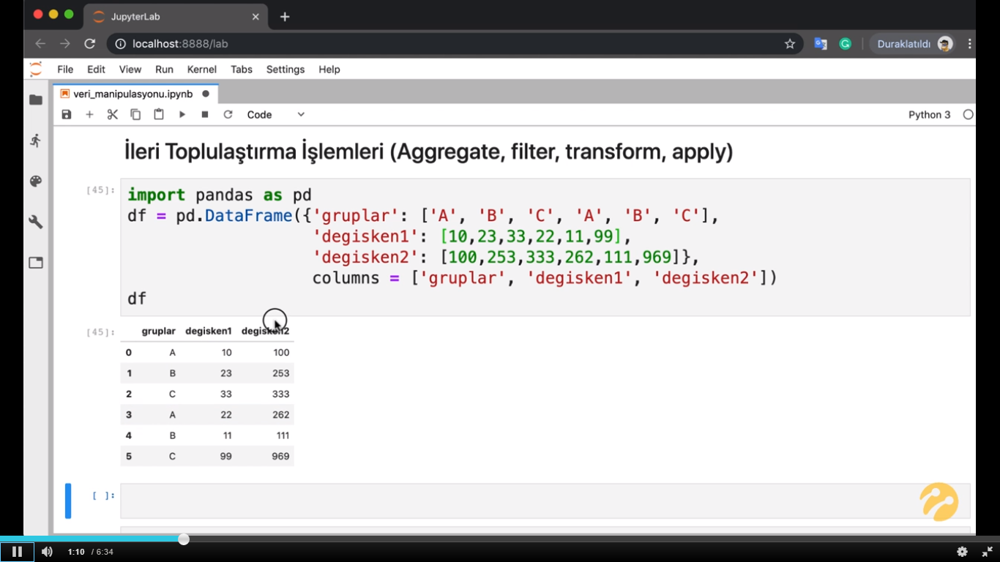 JupyterLab
localhost:8888/lab
Duraklatıldı
File Edit View Run Kernel Tabs Settings Help
veri_manipulasyonu.ipynb
Code
Python 3
İleri Toplulaştırma İşlemleri (Aggregate, filter, transform, apply)
[45]:
import pandas as pd
df = pd.DataFrame({'gruplar': ['A', 'B', 'C', 'A', 'B', 'C'],
'degisken1': [10,23,33,22,11,99],
'degisken2': [100,253,333,262,111,969]},
columns = ['gruplar', 'degisken1', 'degisken2'])
df
[45]:
gruplar degisken1 degisken2
0 A 10 100
1 B 23 253
2 C 33 333
3 A 22 262
4 B 11 111
5 C 99 969
[ ]:
1:10 / 6:34